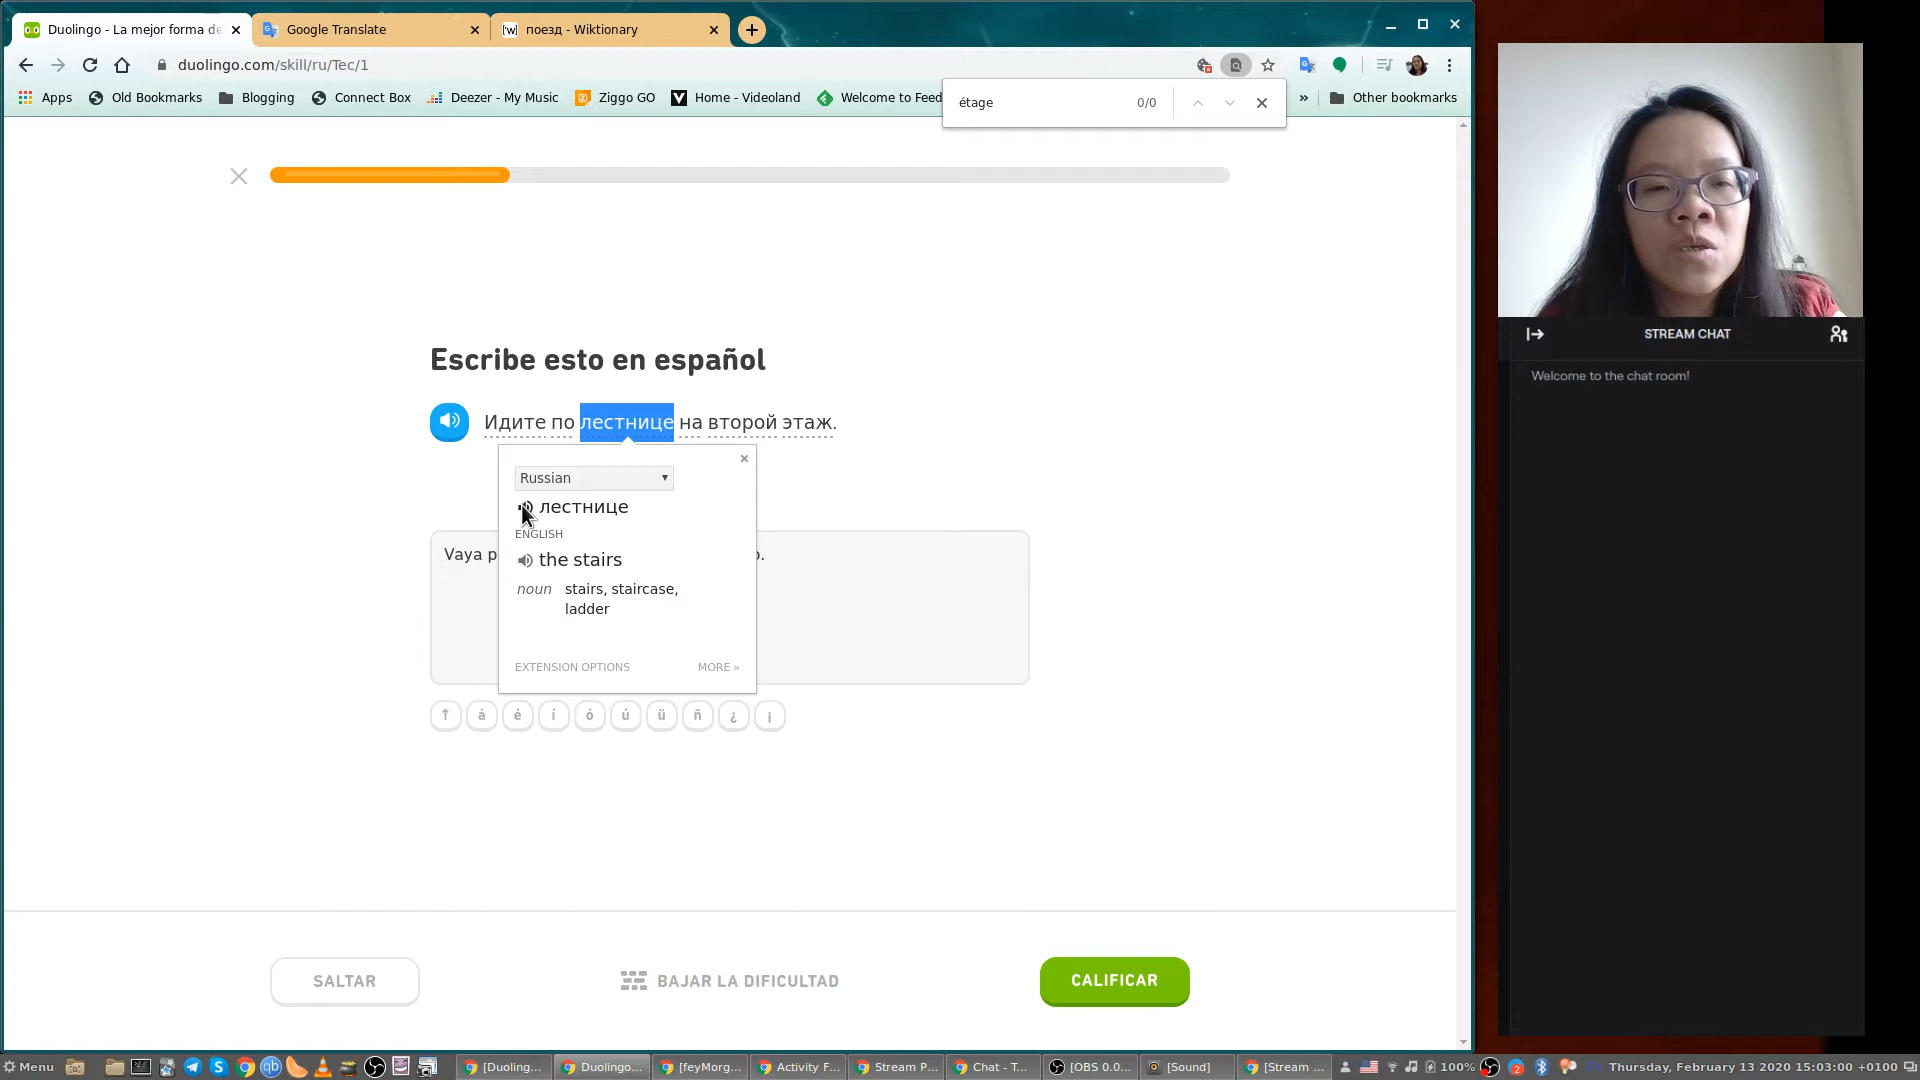 Duolingo - La mejor forma de
Google Translate
поезд - Wiktionary
duolingo.com/skill/ru/Tec/1
Apps
Old Bookmarks
Blogging
Connect Box
Deezer - My Music
Ziggo GO
Home - Videoland
Welcome to Feed
étage
0/0
»
Other bookmarks
Escribe esto en español
Идите по лестнице на второй этаж.
Russian
лестнице
ENGLISH
the stairs
noun stairs, staircase,
ladder
EXTENSION OPTIONS
MORE »
Vaya p
á é í ó ú ü ñ ¿ ¡
SALTAR
BAJAR LA DIFICULTAD
CALIFICAR
STREAM CHAT
Welcome to the chat room!
Menu
[Duoling...
Duolingo...
[feyMorg...
Activity F...
Stream P...
Chat - T...
[OBS 0.0...
[Sound]
[Stream ...
100%
2
Thursday, February 13 2020 15:03:00 +0100